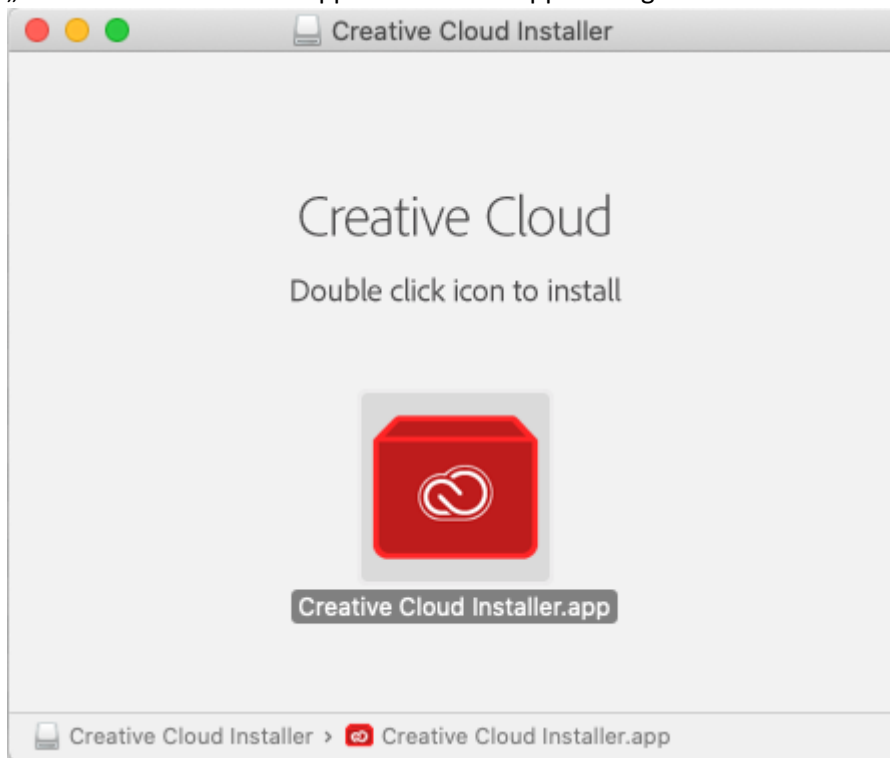 Creative Cloud Installer
Creative Cloud
Double click icon to install
Creative Cloud Installer.app
Creative Cloud Installer › Creative Cloud Installer.app